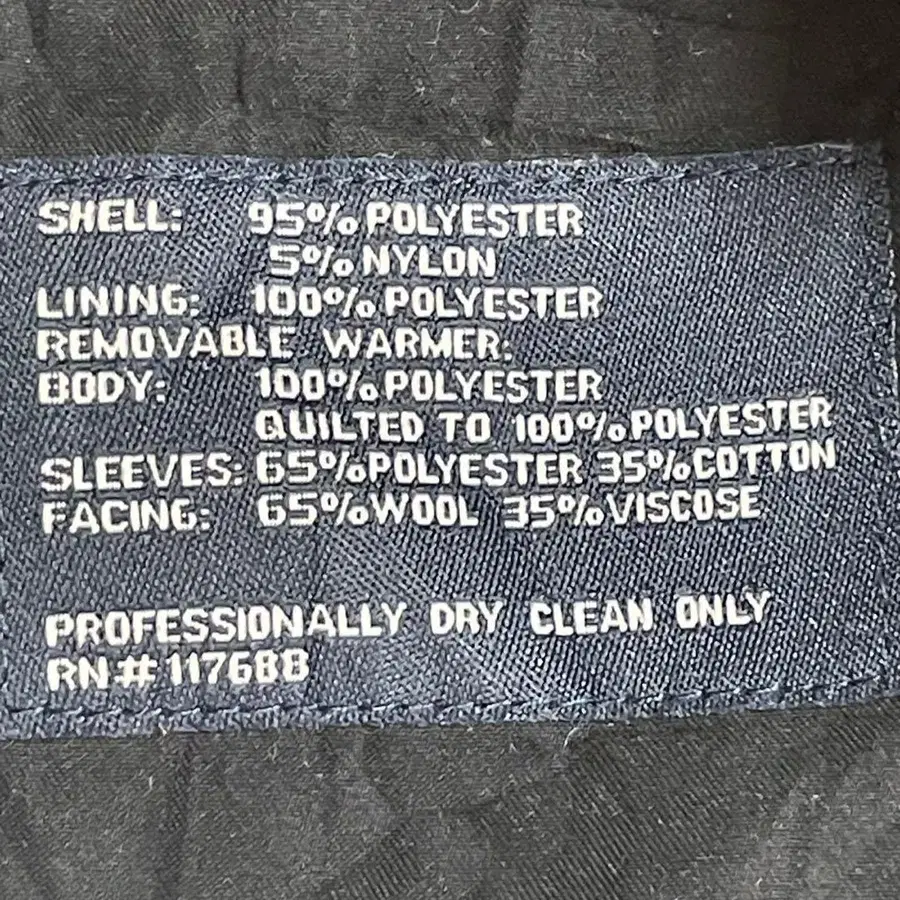 SHELL: 95% POLYESTER
5% NYLON
LINING: 100% POLYESTER
REMOVABLE WARMER:
BODY: 100% POLYESTER
QUILTED TO 100% POLYESTER
SLEEVES: 65% POLYESTER 35% COTTON
FACING: 65% WOOL 35% VISCOSE
PROFESSIONALLY DRY CLEAN ONLY
RN# 117688